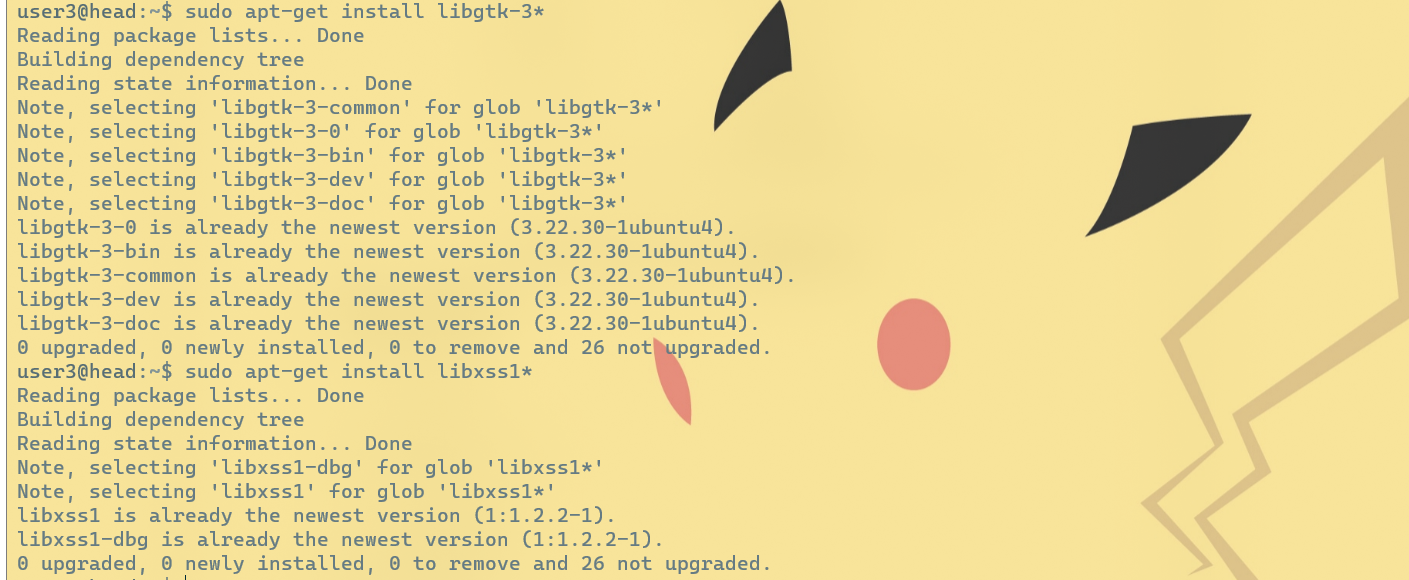 user3@head:~$ sudo apt-get install libgtk-3*
Reading package lists... Done
Building dependency tree
Reading state information... Done
Note, selecting 'libgtk-3-common' for glob 'libgtk-3*'
Note, selecting 'libgtk-3-0' for glob 'libgtk-3*'
Note, selecting 'libgtk-3-bin' for glob 'libgtk-3*'
Note, selecting 'libgtk-3-dev' for glob 'libgtk-3*'
Note, selecting 'libgtk-3-doc' for glob 'libgtk-3*'
libgtk-3-0 is already the newest version (3.22.30-1ubuntu4).
libgtk-3-bin is already the newest version (3.22.30-1ubuntu4).
libgtk-3-common is already the newest version (3.22.30-1ubuntu4).
libgtk-3-dev is already the newest version (3.22.30-1ubuntu4).
libgtk-3-doc is already the newest version (3.22.30-1ubuntu4).
0 upgraded, 0 newly installed, 0 to remove and 26 not upgraded.
user3@head:~$ sudo apt-get install libxss1*
Reading package lists... Done
Building dependency tree
Reading state information... Done
Note, selecting 'libxss1-dbg' for glob 'libxss1*'
Note, selecting 'libxss1' for glob 'libxss1*'
libxss1 is already the newest version (1:1.2.2-1).
libxss1-dbg is already the newest version (1:1.2.2-1).
0 upgraded, 0 newly installed, 0 to remove and 26 not upgraded.